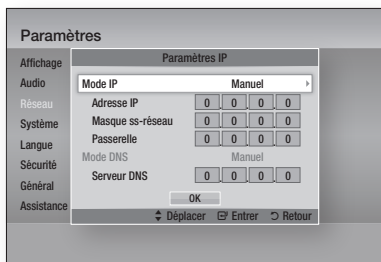 Paramètres
Affichage
Audio
Réseau
Système
Langue
Sécurité
Général
Assistance
Paramètres IP
Mode IP Manuel
Adresse IP 0 . 0 . 0 . 0
Masque ss-réseau 0 . 0 . 0 . 0
Passerelle 0 . 0 . 0 . 0
Mode DNS Manuel
Serveur DNS 0 . 0 . 0 . 0
OK
Déplacer Entrer Retour